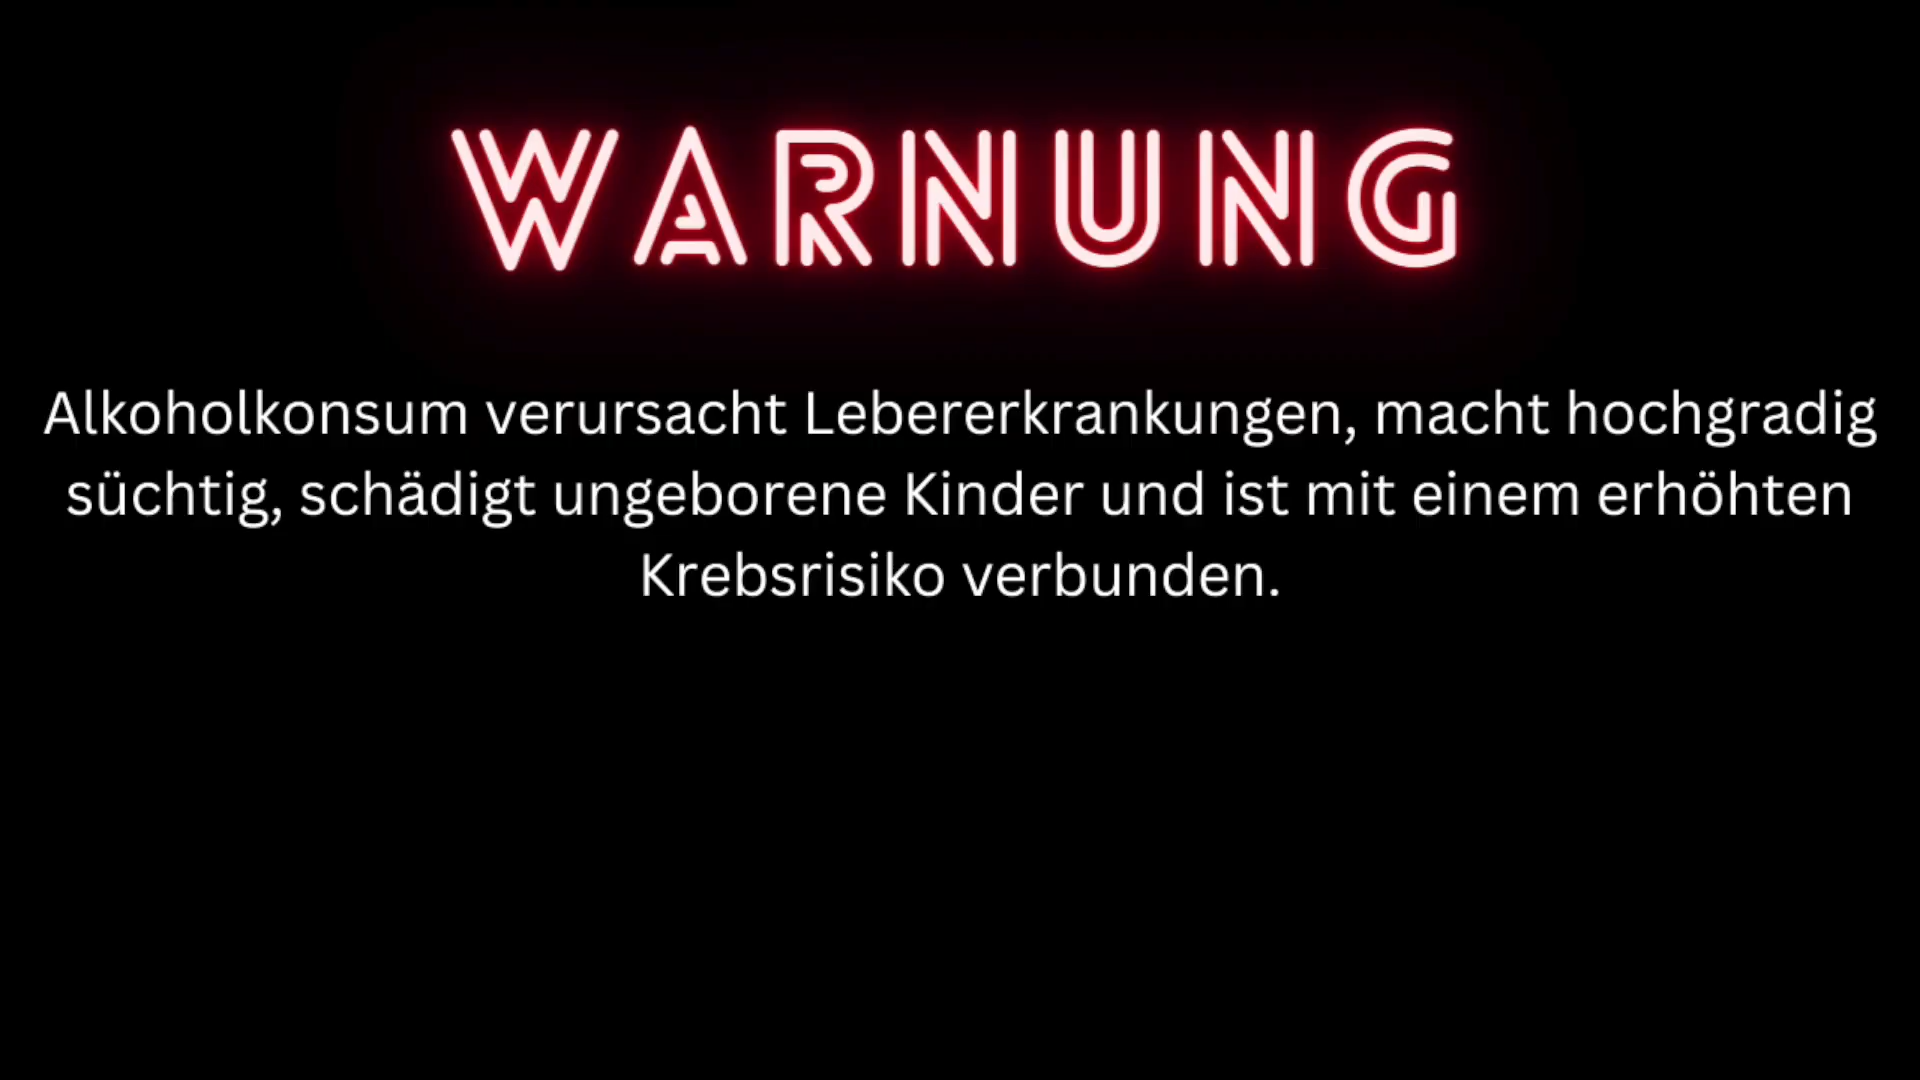 WARNUNG
Alkoholkonsum verursacht Lebererkrankungen, macht hochgradig
süchtig, schädigt ungeborene Kinder und ist mit einem erhöhten
Krebsrisiko verbunden.